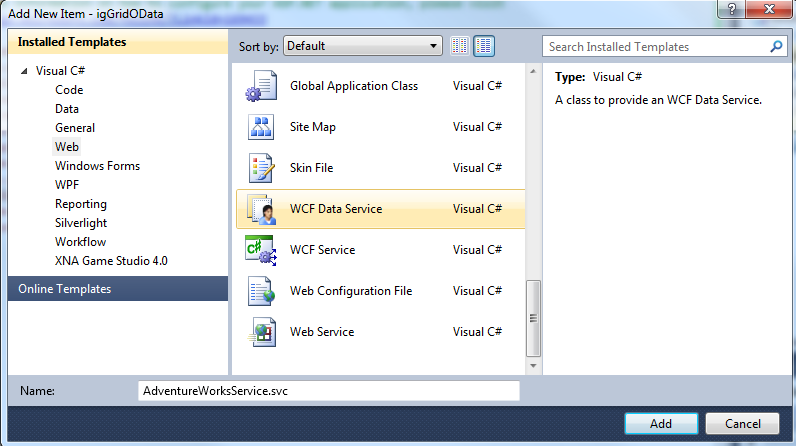 Add New Item - igGridOData
Installed Templates
Visual C#
Code
Data
General
Web
Windows Forms
WPF
Reporting
Silverlight
Workflow
XNA Game Studio 4.0
Online Templates
Sort by: Default
Global Application Class Visual C#
Site Map Visual C#
Skin File Visual C#
WCF Data Service Visual C#
WCF Service Visual C#
Web Configuration File Visual C#
Web Service Visual C#
Search Installed Templates
Type: Visual C#
A class to provide an WCF Data Service.
Name: AdventureWorksService.svc
Add Cancel